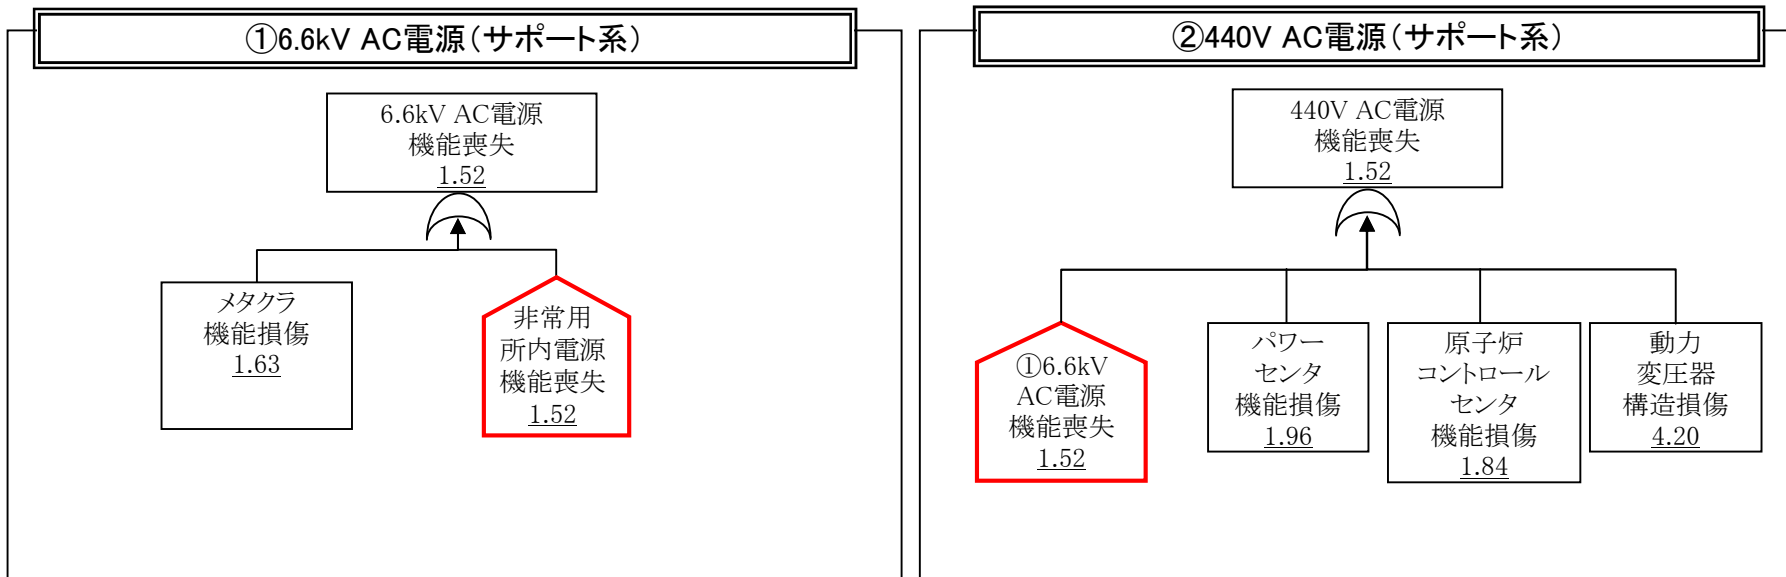 ①6.6kV AC電源(サポート系)
6.6kV AC電源
機能喪失
1.52
メタクラ
機能損傷
1.63
非常用
所内電源
機能喪失
1.52
②440V AC電源(サポート系)
440V AC電源
機能喪失
1.52
①6.6kV
AC電源
機能喪失
1.52
パワー
センタ
機能損傷
1.96
原子炉
コントロール
センタ
機能損傷
1.84
動力
変圧器
構造損傷
4.20